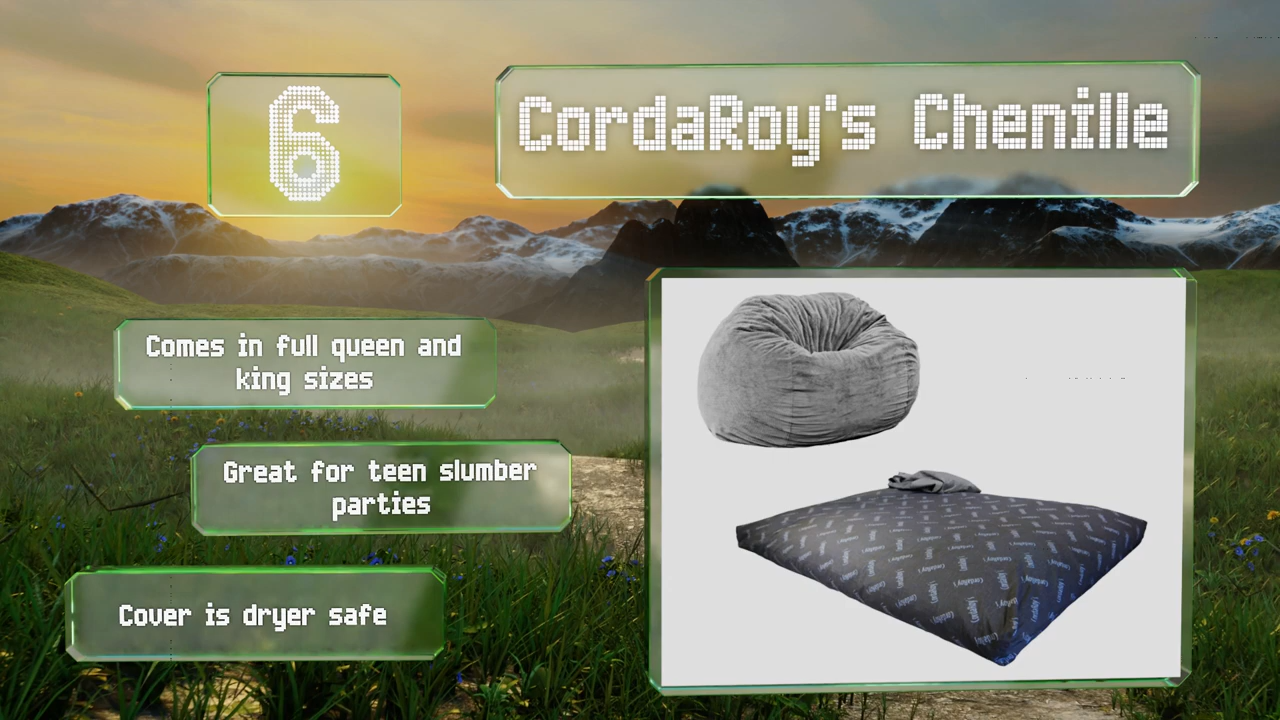 6
CordaRoy's Chenille
Comes in full queen and
king sizes
Great for teen slumber
parties
Cover is dryer safe
CordaRoy's